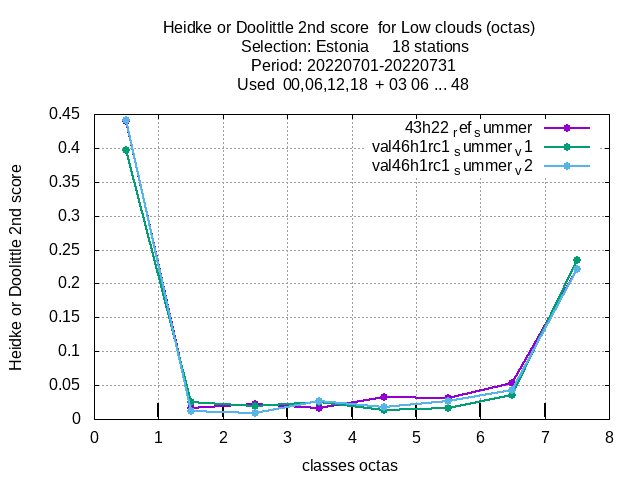 Heidke or Doolittle 2nd score  for Low clouds (octas)
Selection: Estonia     18 stations
Period: 20220701-20220731
Used  00,06,12,18  + 03 06 ... 48
43h22 ref summer
val46h1rc1 summer v1
val46h1rc1 summer v2
Heidke or Doolittle 2nd score
0.45
0.4
0.35
0.3
0.25
0.2
0.15
0.1
0.05
0
0 1 2 3 4 5 6 7 8
classes octas